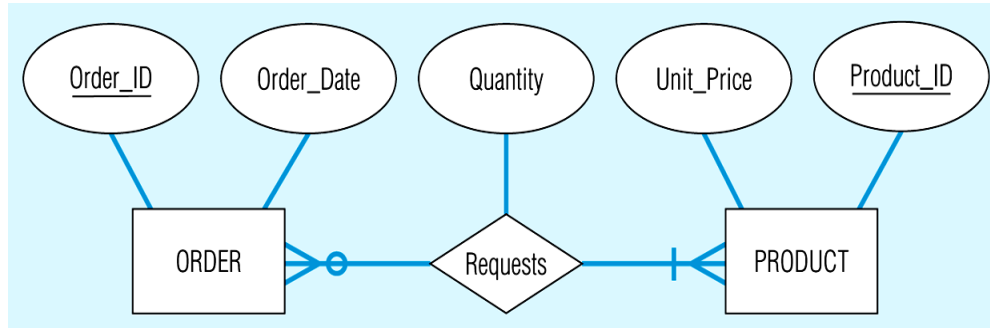 Order_ID
Order_Date
Quantity
Unit_Price
Product_ID
ORDER
Requests
PRODUCT